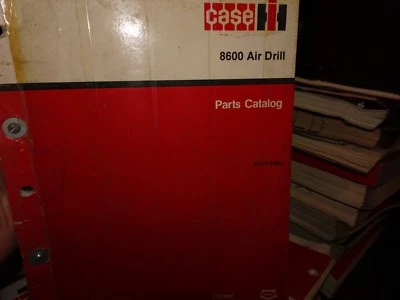 CASE IH
8600 Air Drill
Parts Catalog